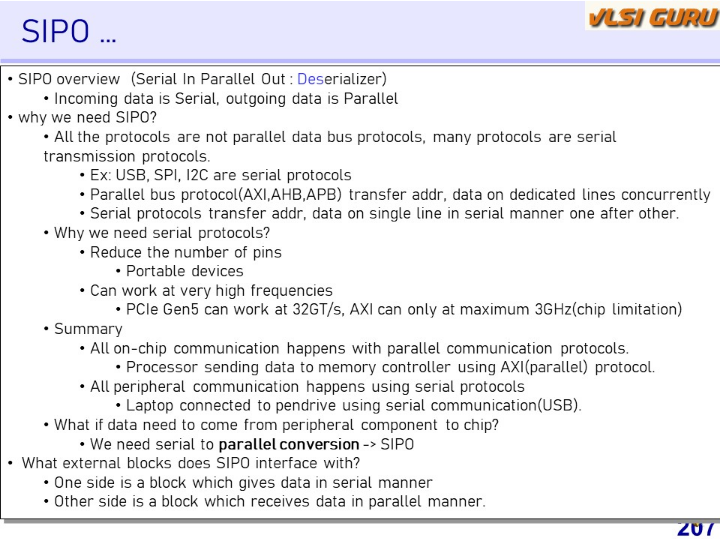 SIPO ...
VLSI GURU
• SIPO overview (Serial In Parallel Out : Deserializer)
• Incoming data is Serial, outgoing data is Parallel
• why we need SIPO?
• All the protocols are not parallel data bus protocols, many protocols are serial
transmission protocols.
• Ex: USB, SPI, I2C are serial protocols
• Parallel bus protocol(AXI,AHB,APB) transfer addr, data on dedicated lines concurrently
• Serial protocols transfer addr, data on single line in serial manner one after other.
• Why we need serial protocols?
• Reduce the number of pins
• Portable devices
• Can work at very high frequencies
• PCIe Gen5 can work at 32GT/s, AXI can only at maximum 3GHz(chip limitation)
• Summary
• All on-chip communication happens with parallel communication protocols.
• Processor sending data to memory controller using AXI(parallel) protocol.
• All peripheral communication happens using serial protocols
• Laptop connected to pendrive using serial communication(USB).
• What if data need to come from peripheral component to chip?
• We need serial to parallel conversion -> SIPO
• What external blocks does SIPO interface with?
• One side is a block which gives data in serial manner
• Other side is a block which receives data in parallel manner.
207